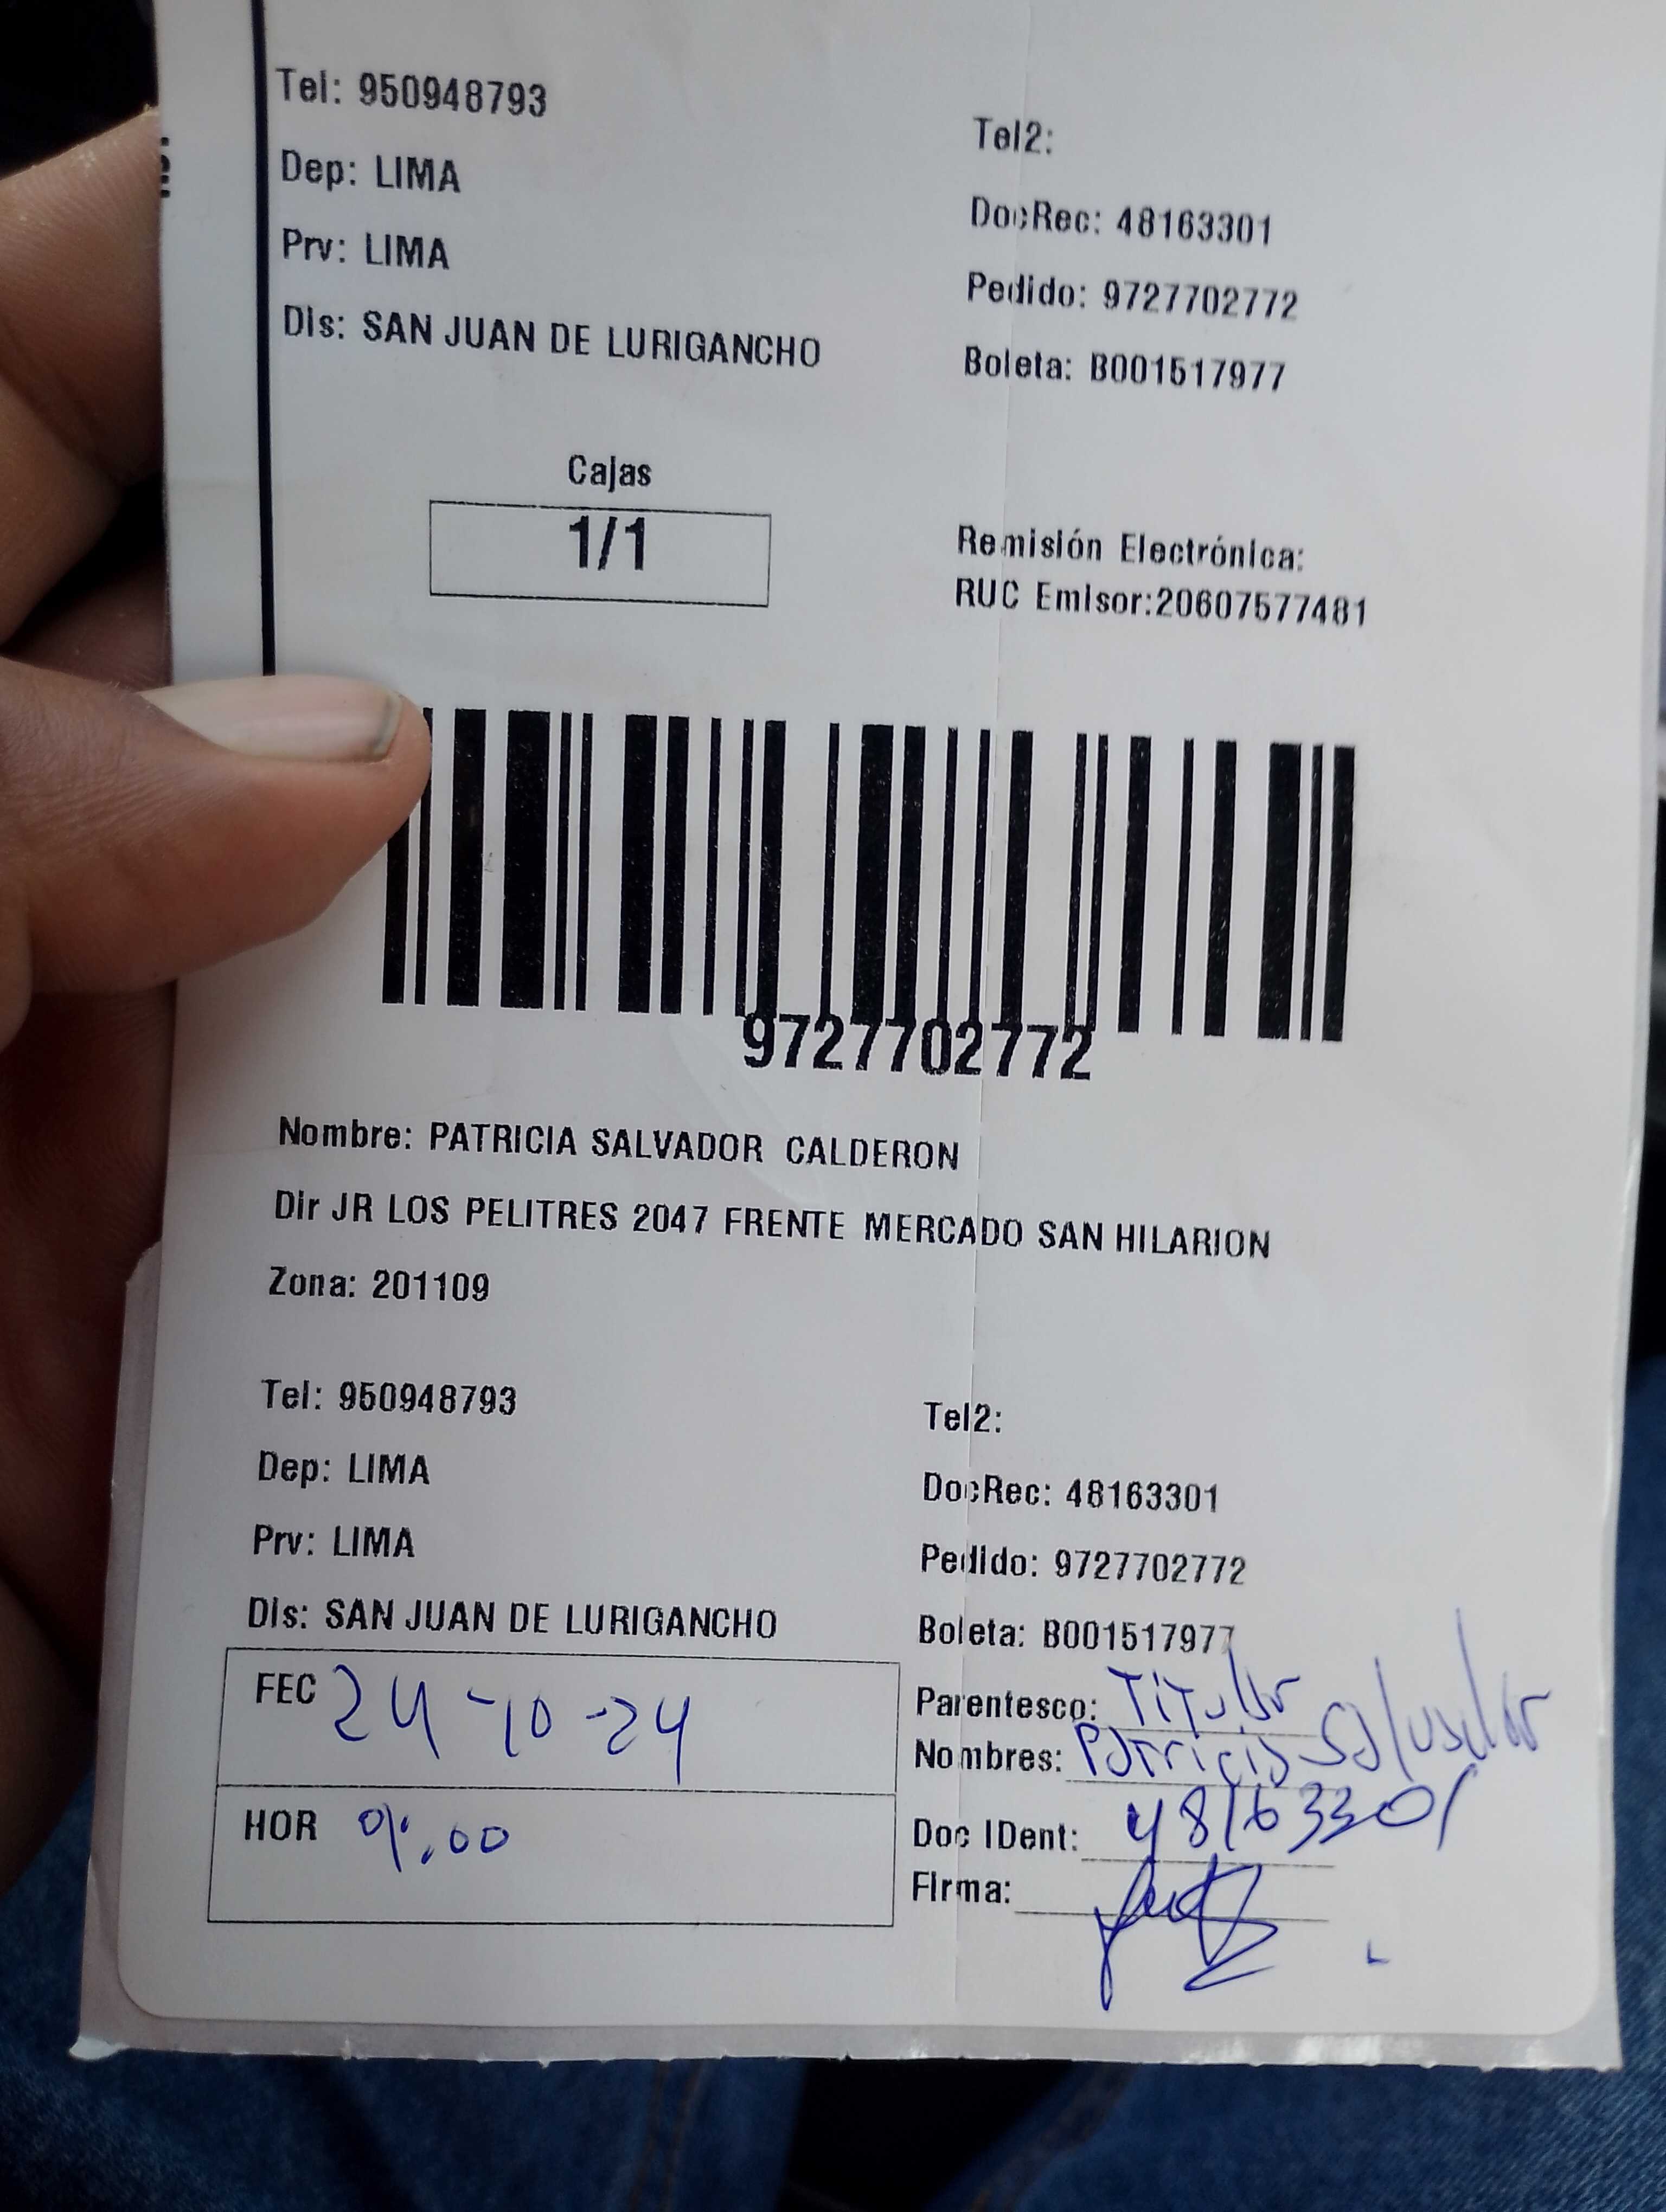 Tel: 950948793
Tel2:
Dep: LIMA
DocRec: 48163301
Prv: LIMA
Pedido: 9727702772
Dis: SAN JUAN DE LURIGANCHO
Boleta: B001517977
Cajas
1/1
Remisión Electrónica:
RUC Emisor:20607577481
9727702772
Nombre: PATRICIA SALVADOR CALDERON
Dir JR LOS PELITRES 2047 FRENTE MERCADO SAN HILARION
Zona: 201109
Tel: 950948793
Tel2:
Dep: LIMA
DocRec: 48163301
Prv: LIMA
Pedido: 9727702772
Dis: SAN JUAN DE LURIGANCHO
Boleta: B001517977
FEC 24-10-24
Parentesco: Titular
Nombres: Patricia Salvador
HOR
Doc IDent: 48163301
Firma: